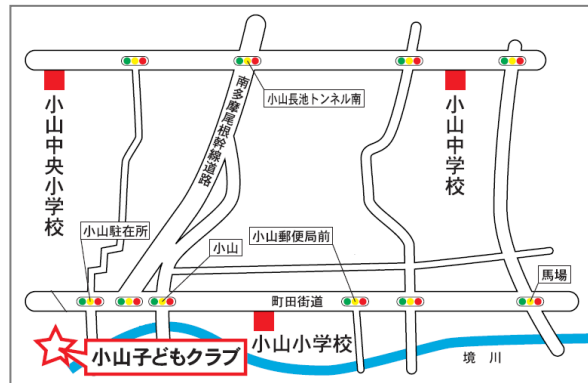 小山長池トンネル南
南多摩尾根幹線道路
小山中央小学校
小山中学校
小山駐在所
小山
小山郵便局前
馬場
町田街道
小山小学校
小山子どもクラブ
境川